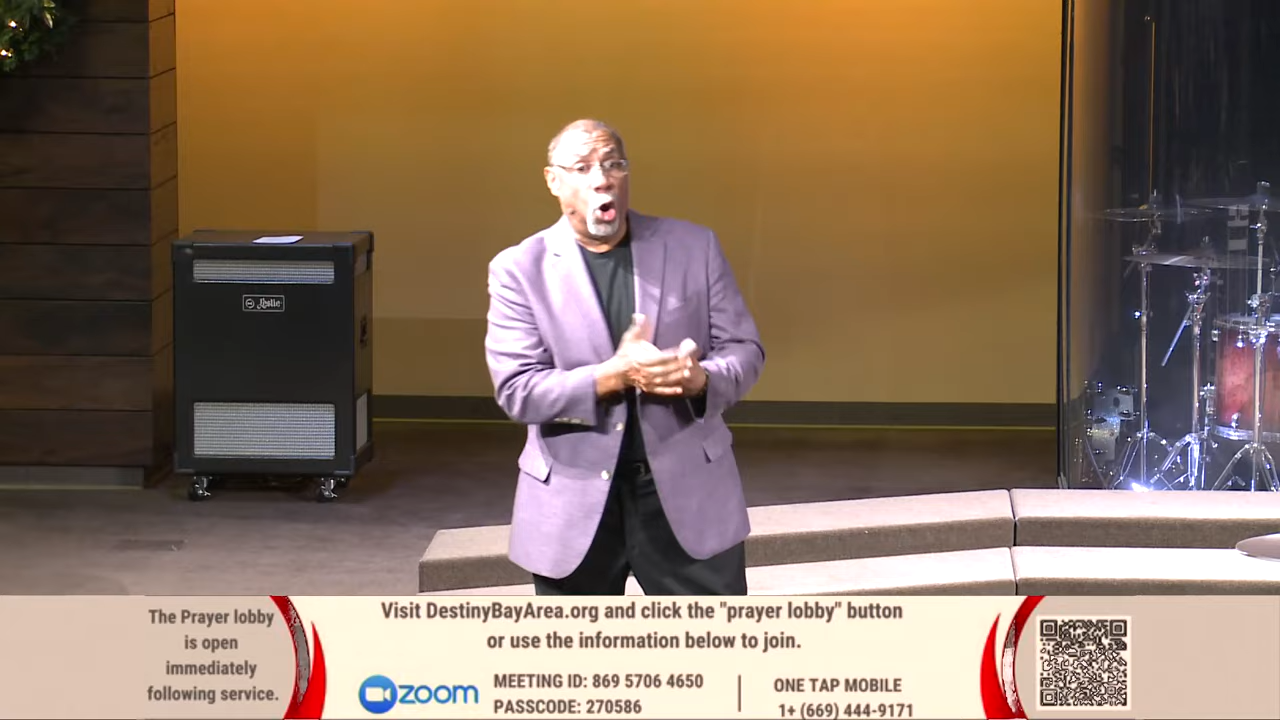 Leslie
The Prayer lobby
is open
immediately
following service.
Visit DestinyBayArea.org and click the "prayer lobby" button
or use the information below to join.
zoom
MEETING ID: 869 5706 4650
PASSCODE: 270586
ONE TAP MOBILE
1+ (669) 444-9171